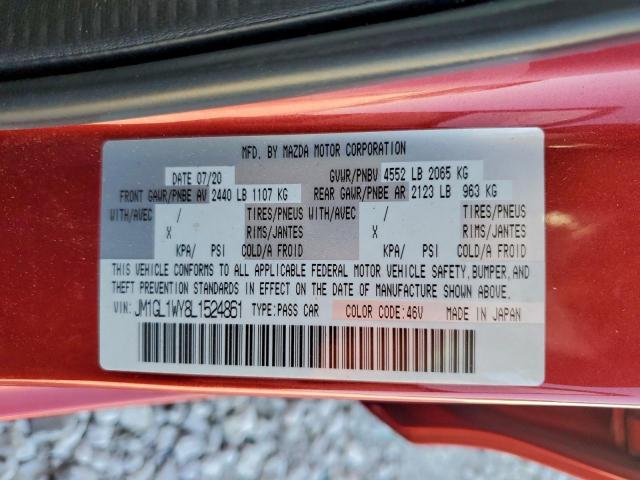 MFD. BY MAZDA MOTOR CORPORATION
DATE 07/20 GVWR/PNBV 4552 LB 2065 KG
FRONT GAWR/PNBE AV 2440 LB 1107 KG REAR GAWR/PNBE AR 2123 LB 963 KG
WITH/AVEC / TIRES/PNEUS WITH/AVEC / TIRES/PNEUS
X RIMS/JANTES X RIMS/JANTES
KPA/ PSI COLD/A FROID KPA/ PSI COLD/A FROID
THIS VEHICLE CONFORMS TO ALL APPLICABLE FEDERAL MOTOR VEHICLE SAFETY, BUMPER, AND
THEFT PREVENTION STANDARDS IN EFFECT ON THE DATE OF MANUFACTURE SHOWN ABOVE.
VIN: JM1GL1WY8L1524861 TYPE:PASS CAR COLOR CODE:46V MADE IN JAPAN